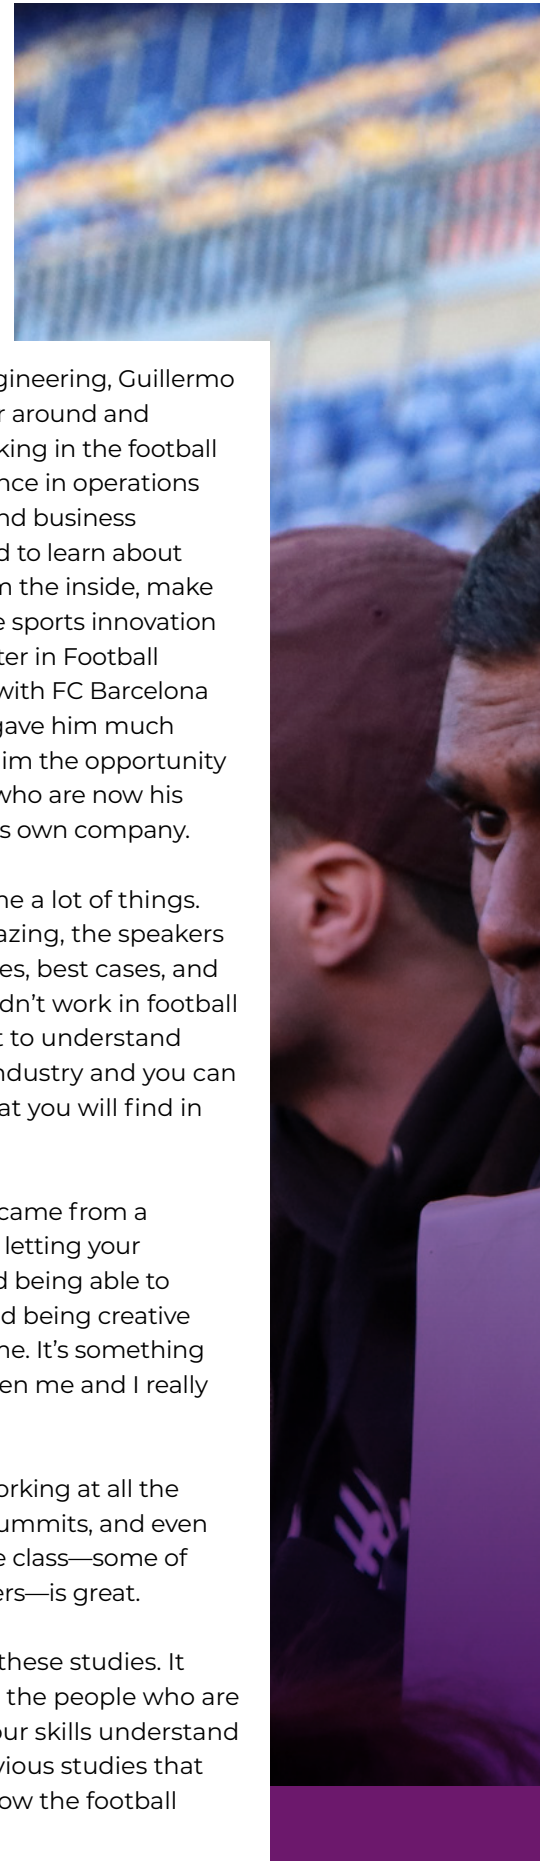 gineering, Guillermo
r around and
king in the football
nce in operations
nd business
d to learn about
m the inside, make
e sports innovation
ter in Football
with FC Barcelona
gave him much
im the opportunity
who are now his
s own company.
ne a lot of things.
azing, the speakers
es, best cases, and
dn’t work in football
t to understand
ndustry and you can
at you will find in
came from a
letting your
d being able to
d being creative
ne. It’s something
en me and I really
orking at all the
ummits, and even
e class—some of
ers—is great.
these studies. It
the people who are
our skills understand
vious studies that
ow the football